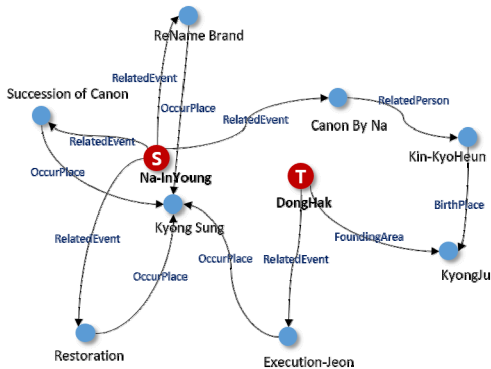 ReName Brand
RelatedEvent
Succession of Canon
OccurPlace
RelatedEvent
Canon By Na
RelatedPerson
RelatedEvent
Kin-KyoHeun
S
OccurPlace
Na-InYoung
T
DongHak
BirthPlace
Kyong Sung
RelatedEvent
FoundingArea
OccurPlace
RelatedEvent
KyongJu
OccurPlace
Restoration
Execution-Jeon